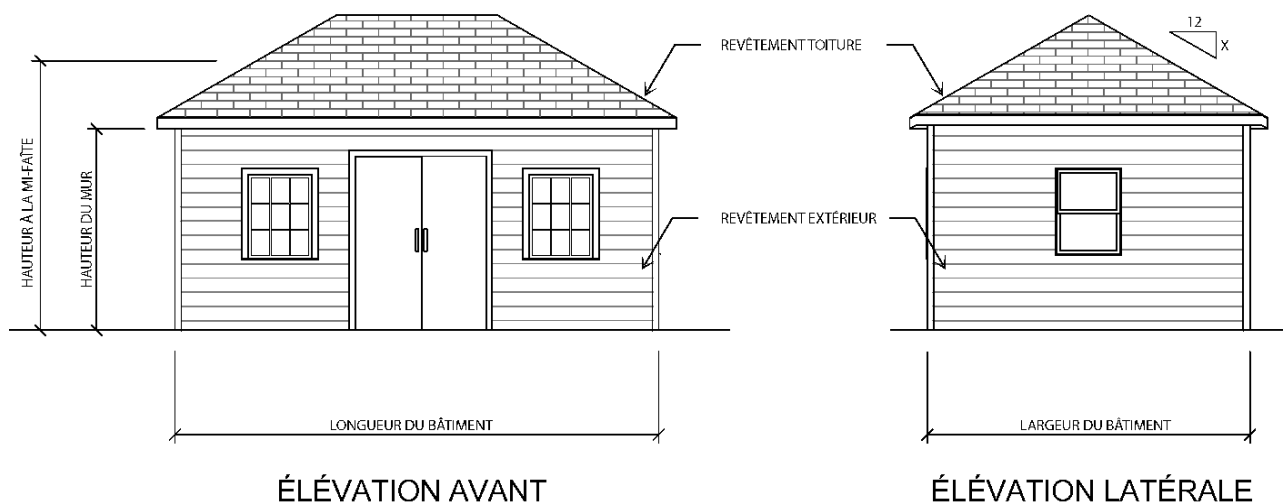 12
REVÊTEMENT TOITURE
X
HAUTEUR À LA MI-FAÎTE
HAUTEUR DU MUR
REVÊTEMENT EXTÉRIEUR
LONGUEUR DU BÂTIMENT
LARGEUR DU BÂTIMENT
ÉLÉVATION AVANT
ÉLÉVATION LATÉRALE